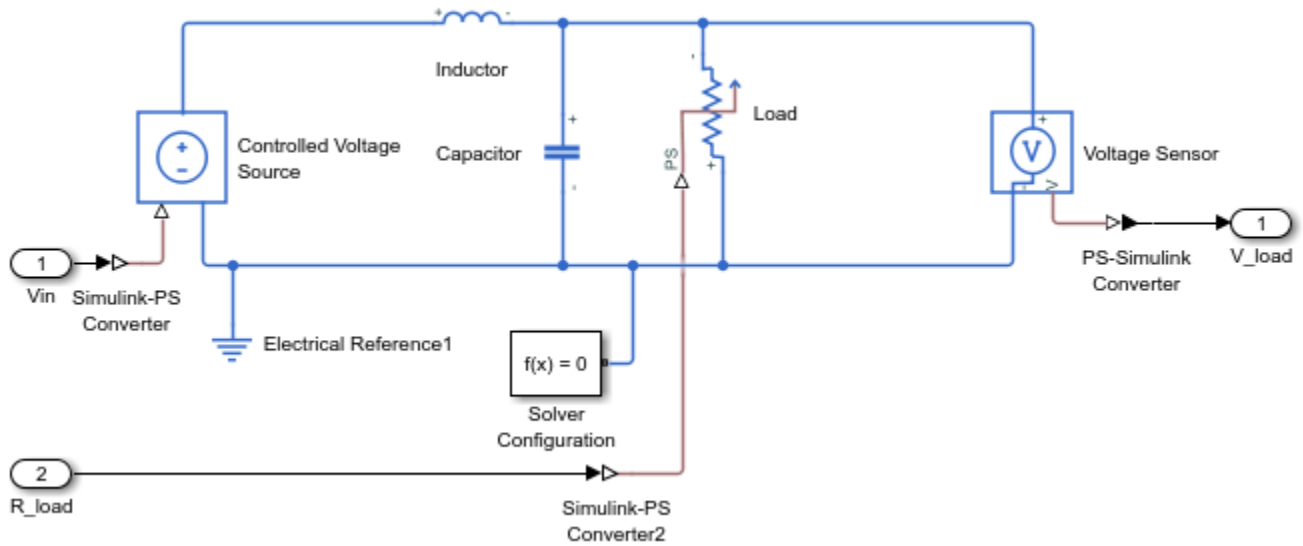 +
-
Inductor
-
Load
+
-
Controlled Voltage
Source
+
Capacitor
-
PS
+
+
V
-
V
Voltage Sensor
1
Vin
Simulink-PS
Converter
PS-Simulink
Converter
1
V_load
Electrical Reference1
f(x) = 0
Solver
Configuration
2
R_load
Simulink-PS
Converter2